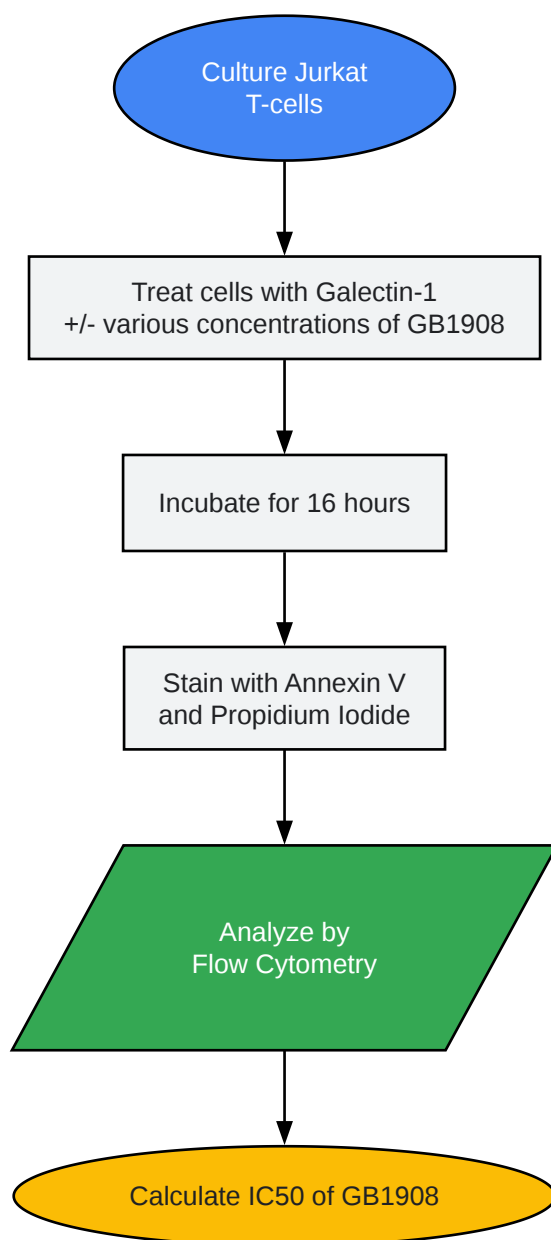 Culture Jurkat
T-cells
Treat cells with Galectin-1
+/- various concentrations of GB1908
Incubate for 16 hours
Stain with Annexin V
and Propidium Iodide
Analyze by
Flow Cytometry
Calculate IC50 of GB1908